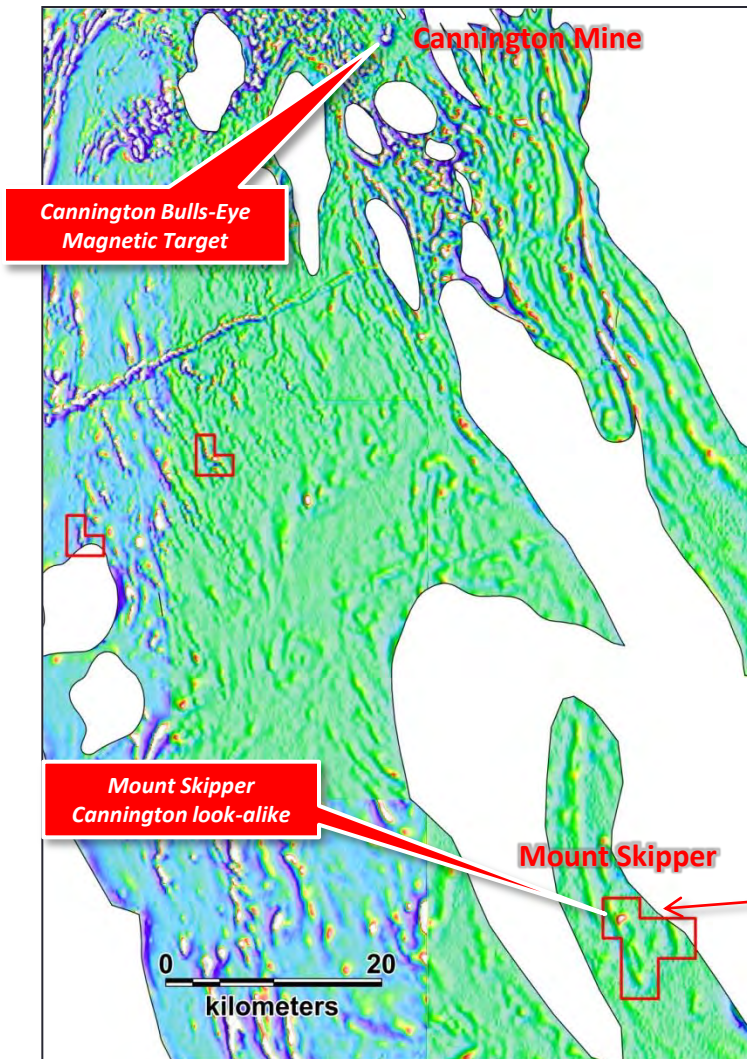 Cannington Mine
Cannington Bulls-Eye
Magnetic Target
Mount Skipper
Cannington look-alike
Mount Skipper
0 20
kilometers